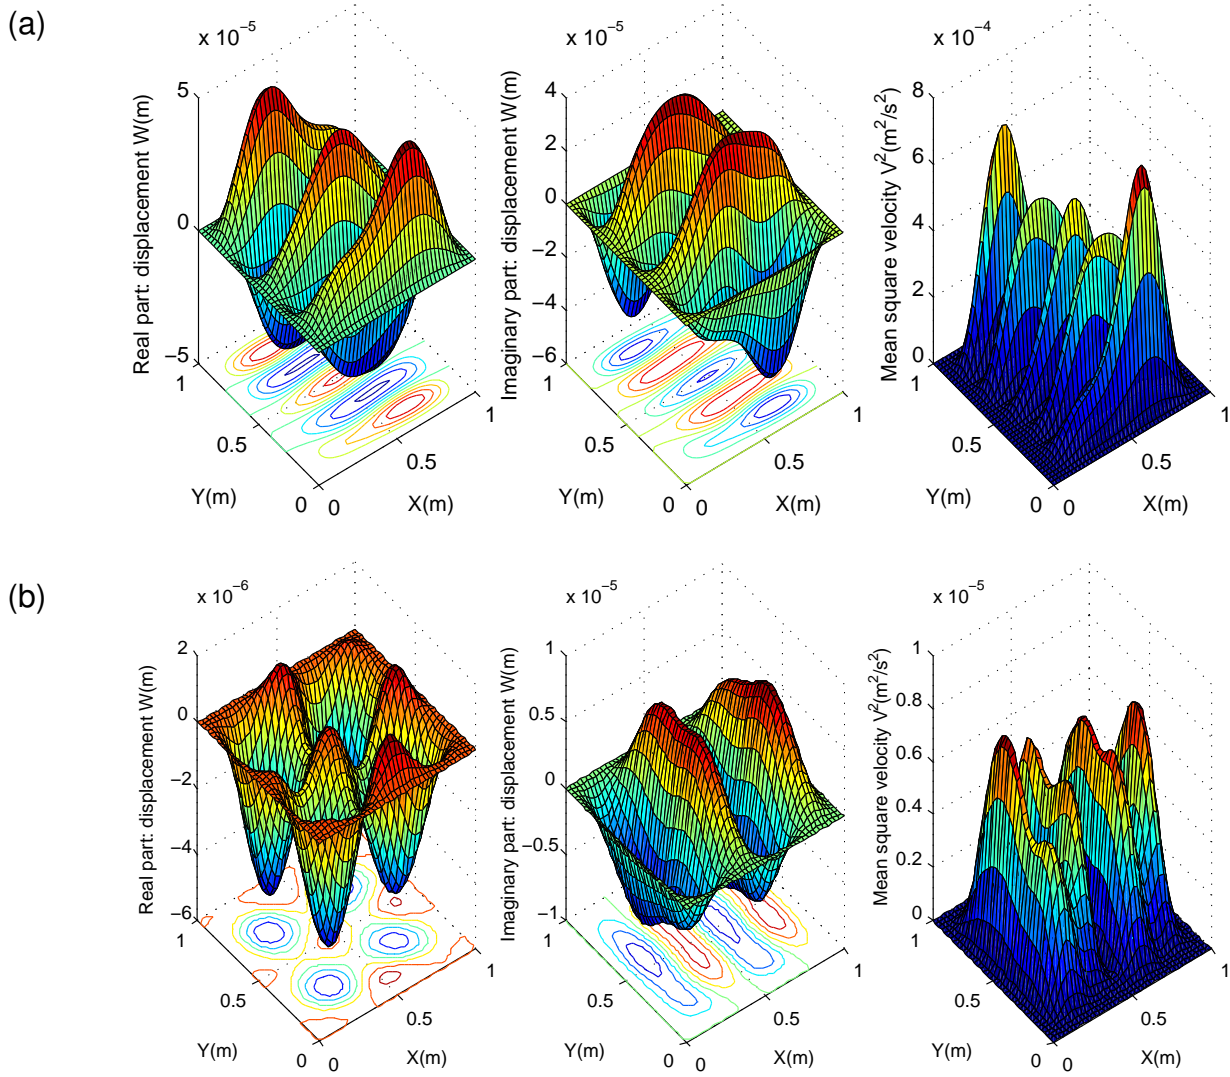 (a)
x 10⁻⁵
Real part: displacement W(m)
5
0
−5
1
0.5
0
Y(m)
0
0.5
1
X(m)
x 10⁻⁵
Imaginary part: displacement W(m)
4
2
0
−2
−4
−6
1
0.5
0
Y(m)
0
0.5
1
X(m)
x 10⁻⁴
Mean square velocity V²(m²/s²)
8
6
4
2
0
1
0.5
0
Y(m)
0
0.5
1
X(m)
(b)
x 10⁻⁶
Real part: displacement W(m)
2
0
−2
−4
−6
1
0.5
0
Y(m)
0
0.5
1
X(m)
x 10⁻⁵
Imaginary part: displacement W(m)
1
0.5
0
−0.5
−1
1
0.5
0
Y(m)
0
0.5
1
X(m)
x 10⁻⁵
Mean square velocity V²(m²/s²)
1
0.8
0.6
0.4
0.2
0
1
0.5
0
Y(m)
0
0.5
1
X(m)